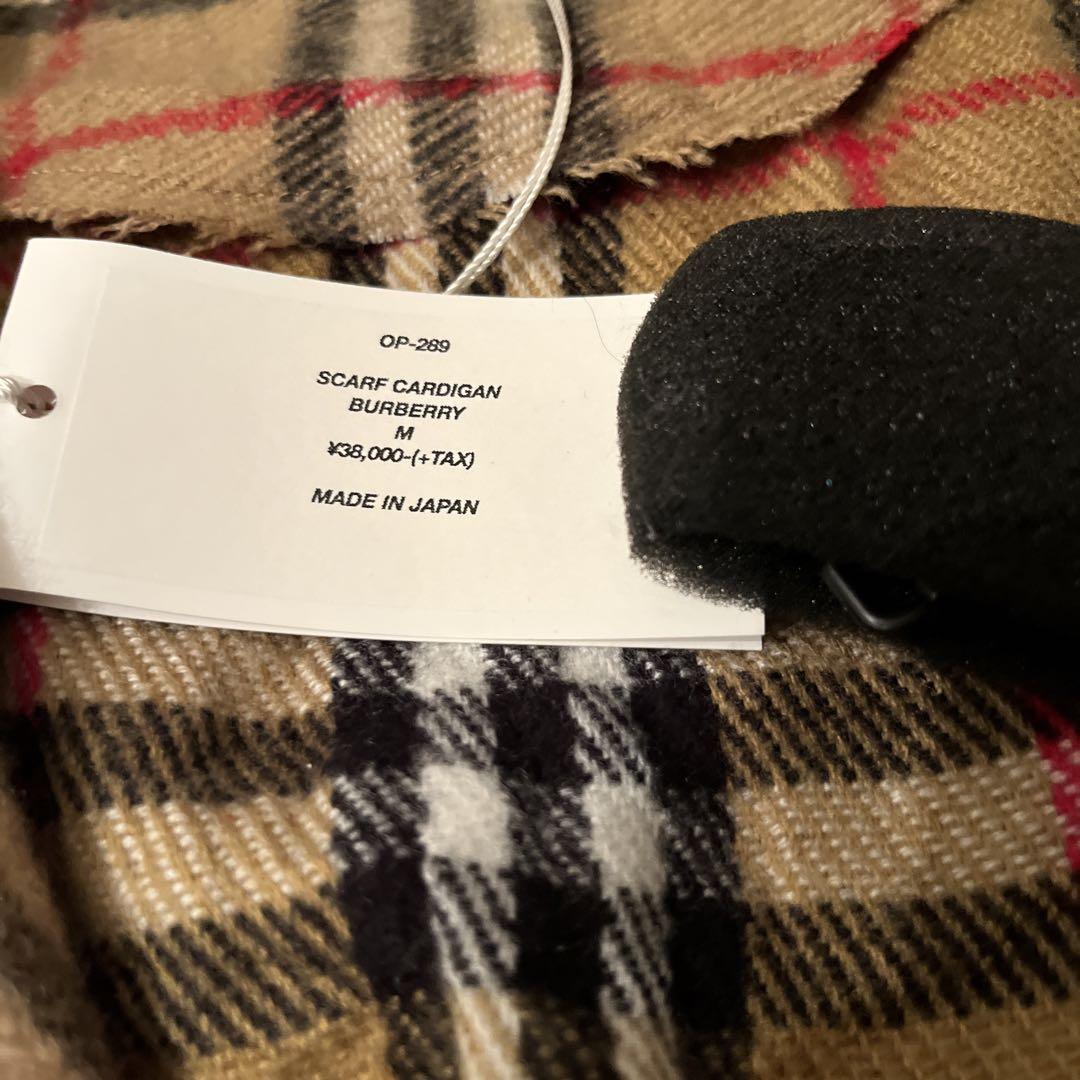 OP-289
SCARF CARDIGAN
BURBERRY
M
¥38,000-(+TAX)
MADE IN JAPAN